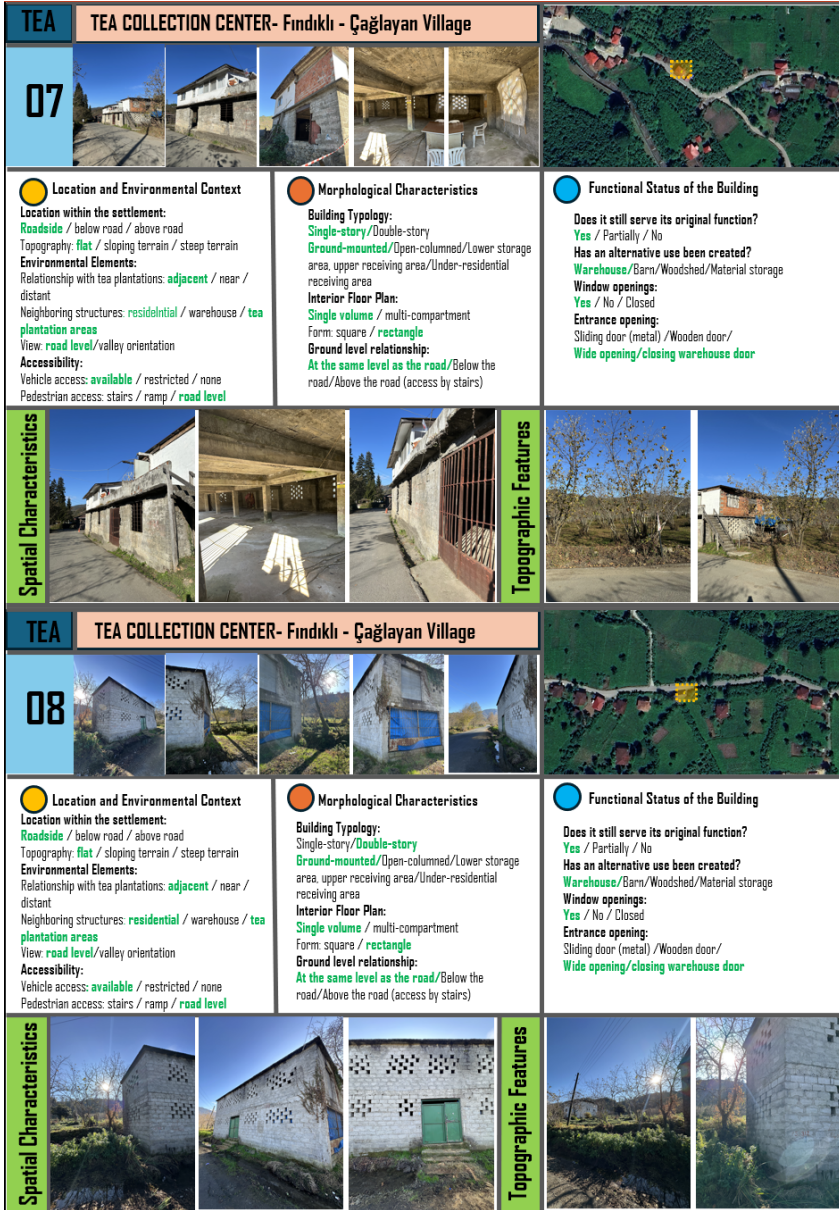 TEA
TEA COLLECTION CENTER- Fındıklı - Çağlayan Village
07
Location and Environmental Context
Location within the settlement:
Roadside / below road / above road
Topography: flat / sloping terrain / steep terrain
Environmental Elements:
Relationship with tea plantations: adjacent / near /
distant
Neighboring structures: resideIntial / warehouse / tea
plantation areas
View: road level/valley orientation
Accessibility:
Vehicle access: available / restricted / none
Pedestrian access: stairs / ramp / road level
Morphological Characteristics
Building Typology:
Single-story/Double-story
Ground-mounted/Open-columned/Lower storage
area, upper receiving area/Under-residential
receiving area
Interior Floor Plan:
Single volume / multi-compartment
Form: square / rectangle
Ground level relationship:
At the same level as the road/Below the
road/Above the road (access by stairs)
Functional Status of the Building
Does it still serve its original function?
Yes / Partially / No
Has an alternative use been created?
Warehouse/Barn/Woodshed/Material storage
Window openings:
Yes / No / Closed
Entrance opening:
Sliding door (metal) /Wooden door/
Wide opening/closing warehouse door
Spatial Characteristics
Topographic Features
TEA
TEA COLLECTION CENTER- Fındıklı - Çağlayan Village
08
Location and Environmental Context
Location within the settlement:
Roadside / below road / above road
Topography: flat / sloping terrain / steep terrain
Environmental Elements:
Relationship with tea plantations: adjacent / near /
distant
Neighboring structures: residential / warehouse / tea
plantation areas
View: road level/valley orientation
Accessibility:
Vehicle access: available / restricted / none
Pedestrian access: stairs / ramp / road level
Morphological Characteristics
Building Typology:
Single-story/Double-story
Ground-mounted/Open-columned/Lower storage
area, upper receiving area/Under-residential
receiving area
Interior Floor Plan:
Single volume / multi-compartment
Form: square / rectangle
Ground level relationship:
At the same level as the road/Below the
road/Above the road (access by stairs)
Functional Status of the Building
Does it still serve its original function?
Yes / Partially / No
Has an alternative use been created?
Warehouse/Barn/Woodshed/Material storage
Window openings:
Yes / No / Closed
Entrance opening:
Sliding door (metal) /Wooden door/
Wide opening/closing warehouse door
Spatial Characteristics
Topographic Features